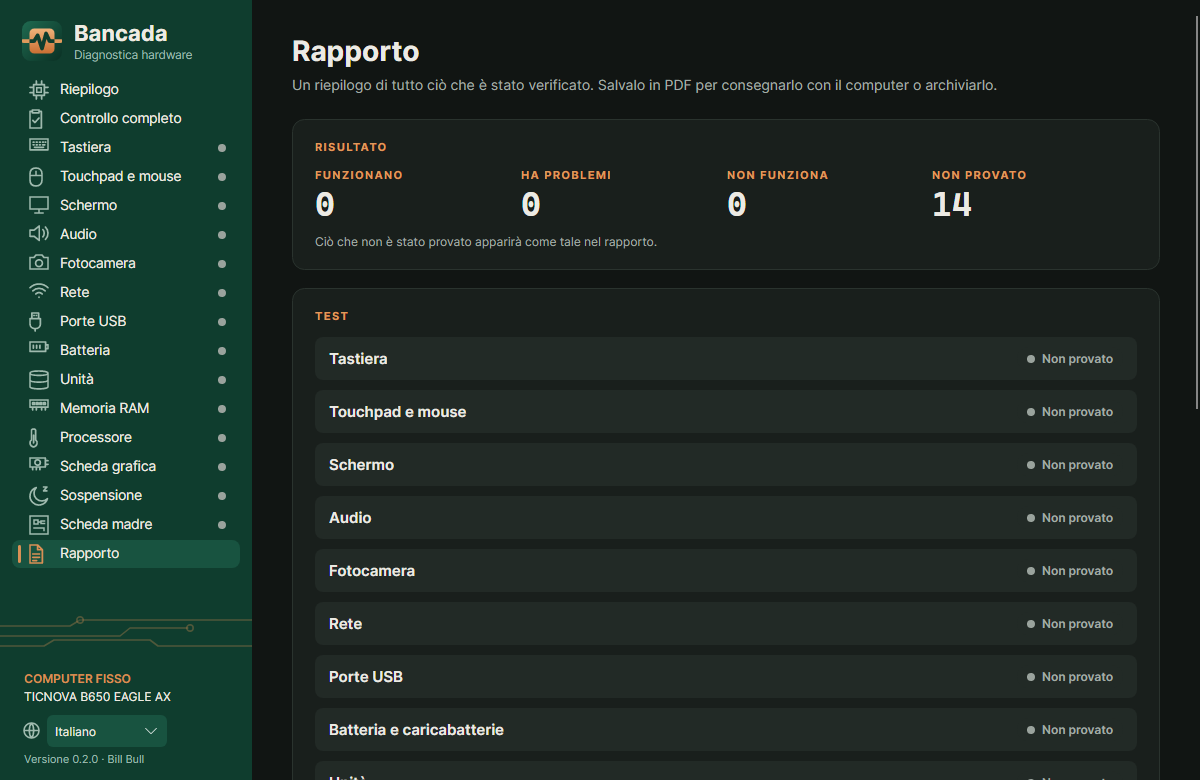 Bancada
Diagnostica hardware
Riepilogo
Controllo completo
Tastiera
Touchpad e mouse
Schermo
Audio
Fotocamera
Rete
Porte USB
Batteria
Unità
Memoria RAM
Processore
Scheda grafica
Sospensione
Scheda madre
Rapporto
COMPUTER FISSO
TICNOVA B650 EAGLE AX
Italiano
Versione 0.2.0 · Bill Bull
Rapporto
Un riepilogo di tutto ciò che è stato verificato. Salvalo in PDF per consegnarlo con il computer o archiviarlo.
RISULTATO
FUNZIONANO HA PROBLEMI NON FUNZIONA NON PROVATO
0 0 0 14
Ciò che non è stato provato apparirà come tale nel rapporto.
TEST
Tastiera Non provato
Touchpad e mouse Non provato
Schermo Non provato
Audio Non provato
Fotocamera Non provato
Rete Non provato
Porte USB Non provato
Batteria e caricabatterie Non provato